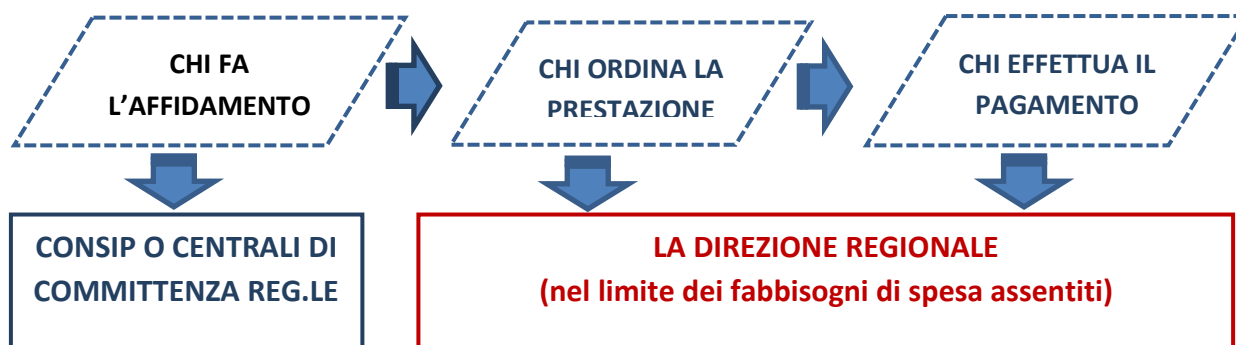 CHI FA
L’AFFIDAMENTO
CHI ORDINA LA
PRESTAZIONE
CHI EFFETTUA IL
PAGAMENTO
CONSIP O CENTRALI DI
COMMITTENZA REG.LE
LA DIREZIONE REGIONALE
(nel limite dei fabbisogni di spesa assentiti)